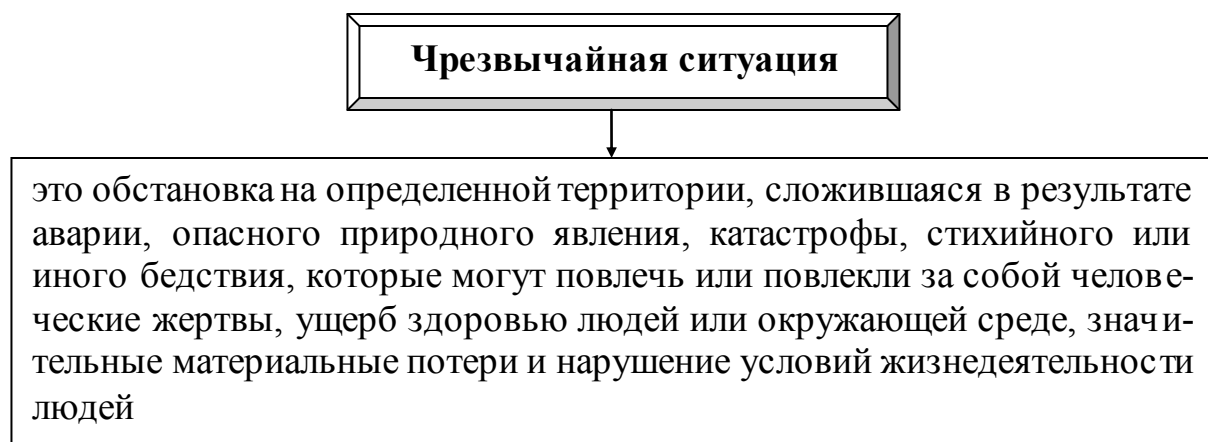 Чрезвычайная ситуация
это обстановка на определенной территории, сложившаяся в результате
аварии, опасного природного явления, катастрофы, стихийного или
иного бедствия, которые могут повлечь или повлекли за собой челове-
ческие жертвы, ущерб здоровью людей или окружающей среде, значи-
тельные материальные потери и нарушение условий жизнедеятельности
людей